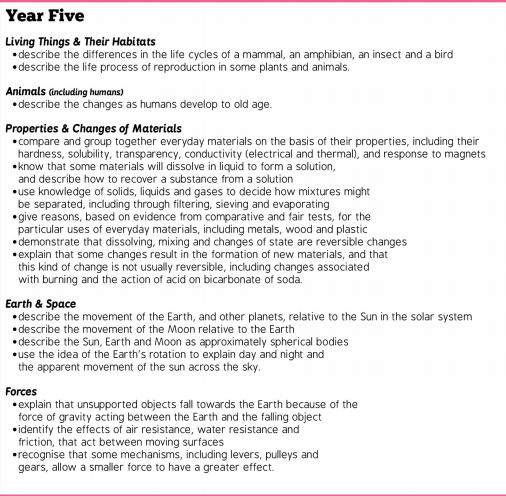 Year Five
Living Things & Their Habitats
•describe the differences in the life cycles of a mammal, an amphibian, an insect and a bird
•describe the life process of reproduction in some plants and animals.
Animals (including humans)
•describe the changes as humans develop to old age.
Properties & Changes of Materials
•compare and group together everyday materials on the basis of their properties, including their
hardness, solubility, transparency, conductivity (electrical and thermal), and response to magnets
•know that some materials will dissolve in liquid to form a solution,
and describe how to recover a substance from a solution
•use knowledge of solids, liquids and gases to decide how mixtures might
be separated, including through filtering, sieving and evaporating
•give reasons, based on evidence from comparative and fair tests, for the
particular uses of everyday materials, including metals, wood and plastic
•demonstrate that dissolving, mixing and changes of state are reversible changes
•explain that some changes result in the formation of new materials, and that
this kind of change is not usually reversible, including changes associated
with burning and the action of acid on bicarbonate of soda.
Earth & Space
•describe the movement of the Earth, and other planets, relative to the Sun in the solar system
•describe the movement of the Moon relative to the Earth
•describe the Sun, Earth and Moon as approximately spherical bodies
•use the idea of the Earth's rotation to explain day and night and
the apparent movement of the sun across the sky.
Forces
•explain that unsupported objects fall towards the Earth because of the
force of gravity acting between the Earth and the falling object
•identify the effects of air resistance, water resistance and
friction, that act between moving surfaces
•recognise that some mechanisms, including levers, pulleys and
gears, allow a smaller force to have a greater effect.